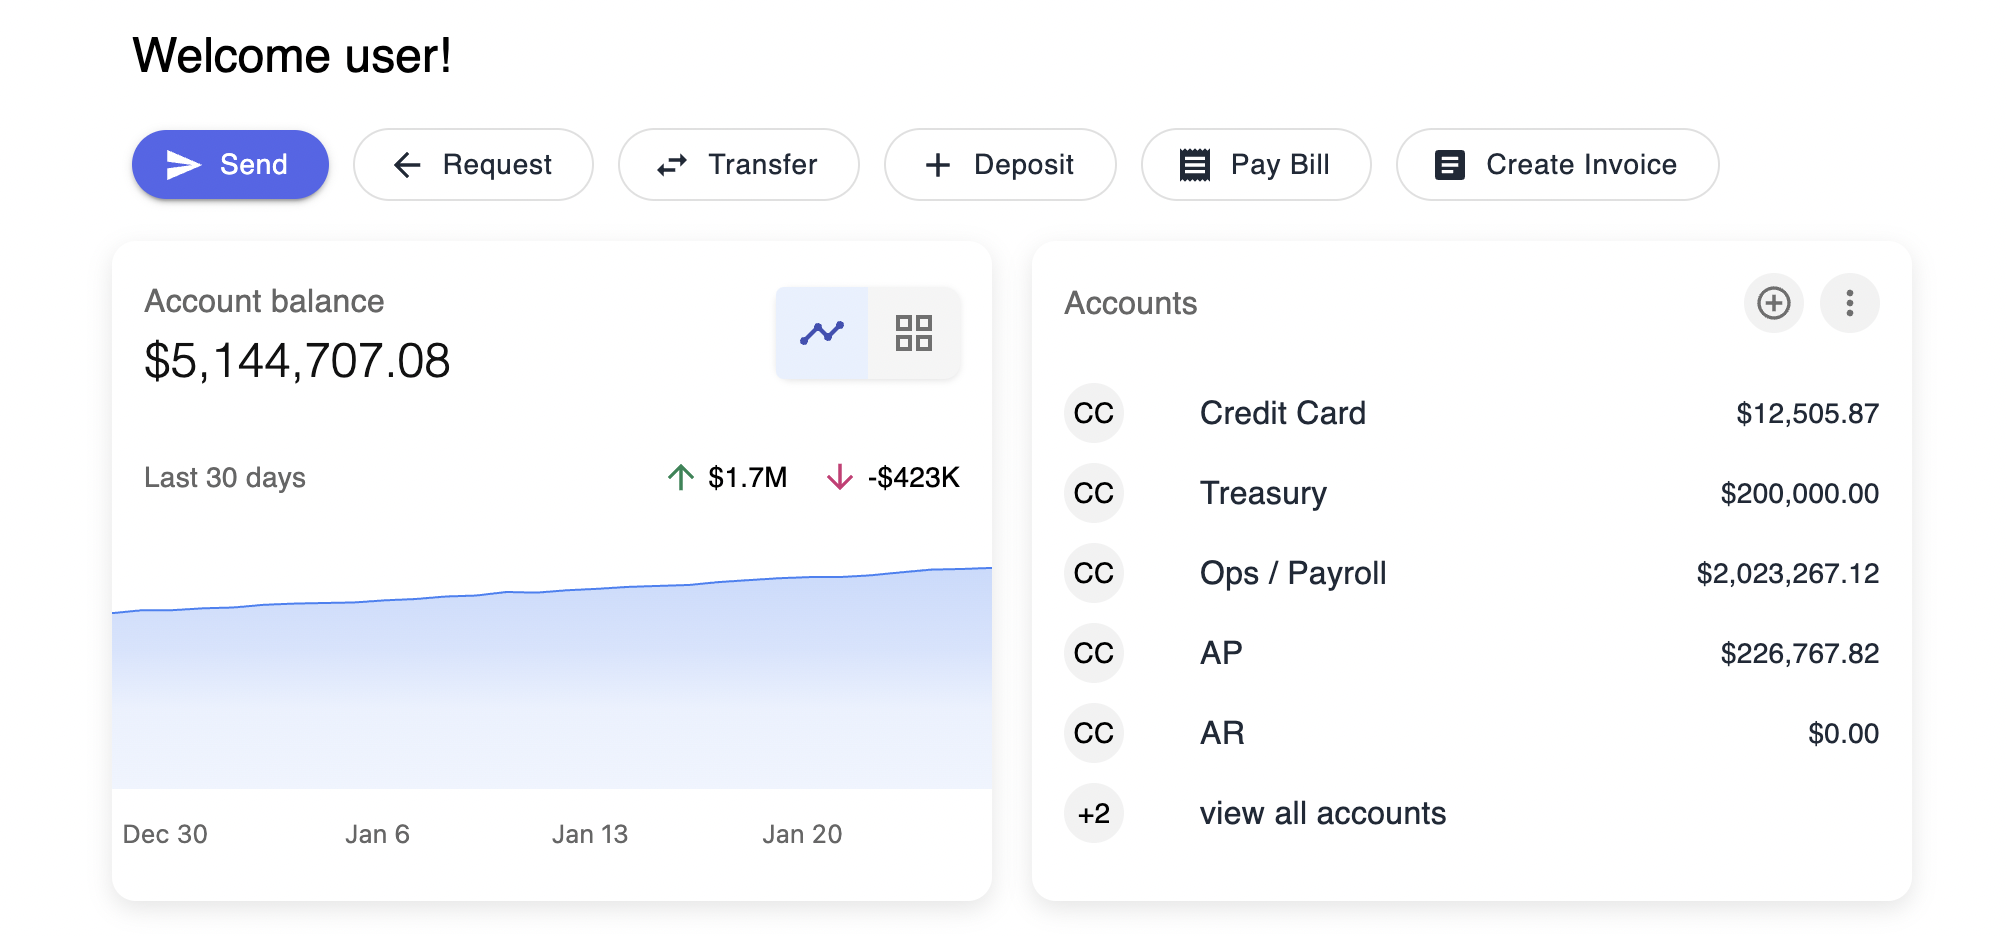 Welcome user!
Send
Request
Transfer
Deposit
Pay Bill
Create Invoice
Account balance
$5,144,707.08
Last 30 days
$1.7M
-$423K
Dec 30
Jan 6
Jan 13
Jan 20
Accounts
CC Credit Card $12,505.87
CC Treasury $200,000.00
CC Ops / Payroll $2,023,267.12
CC AP $226,767.82
CC AR $0.00
+2 view all accounts